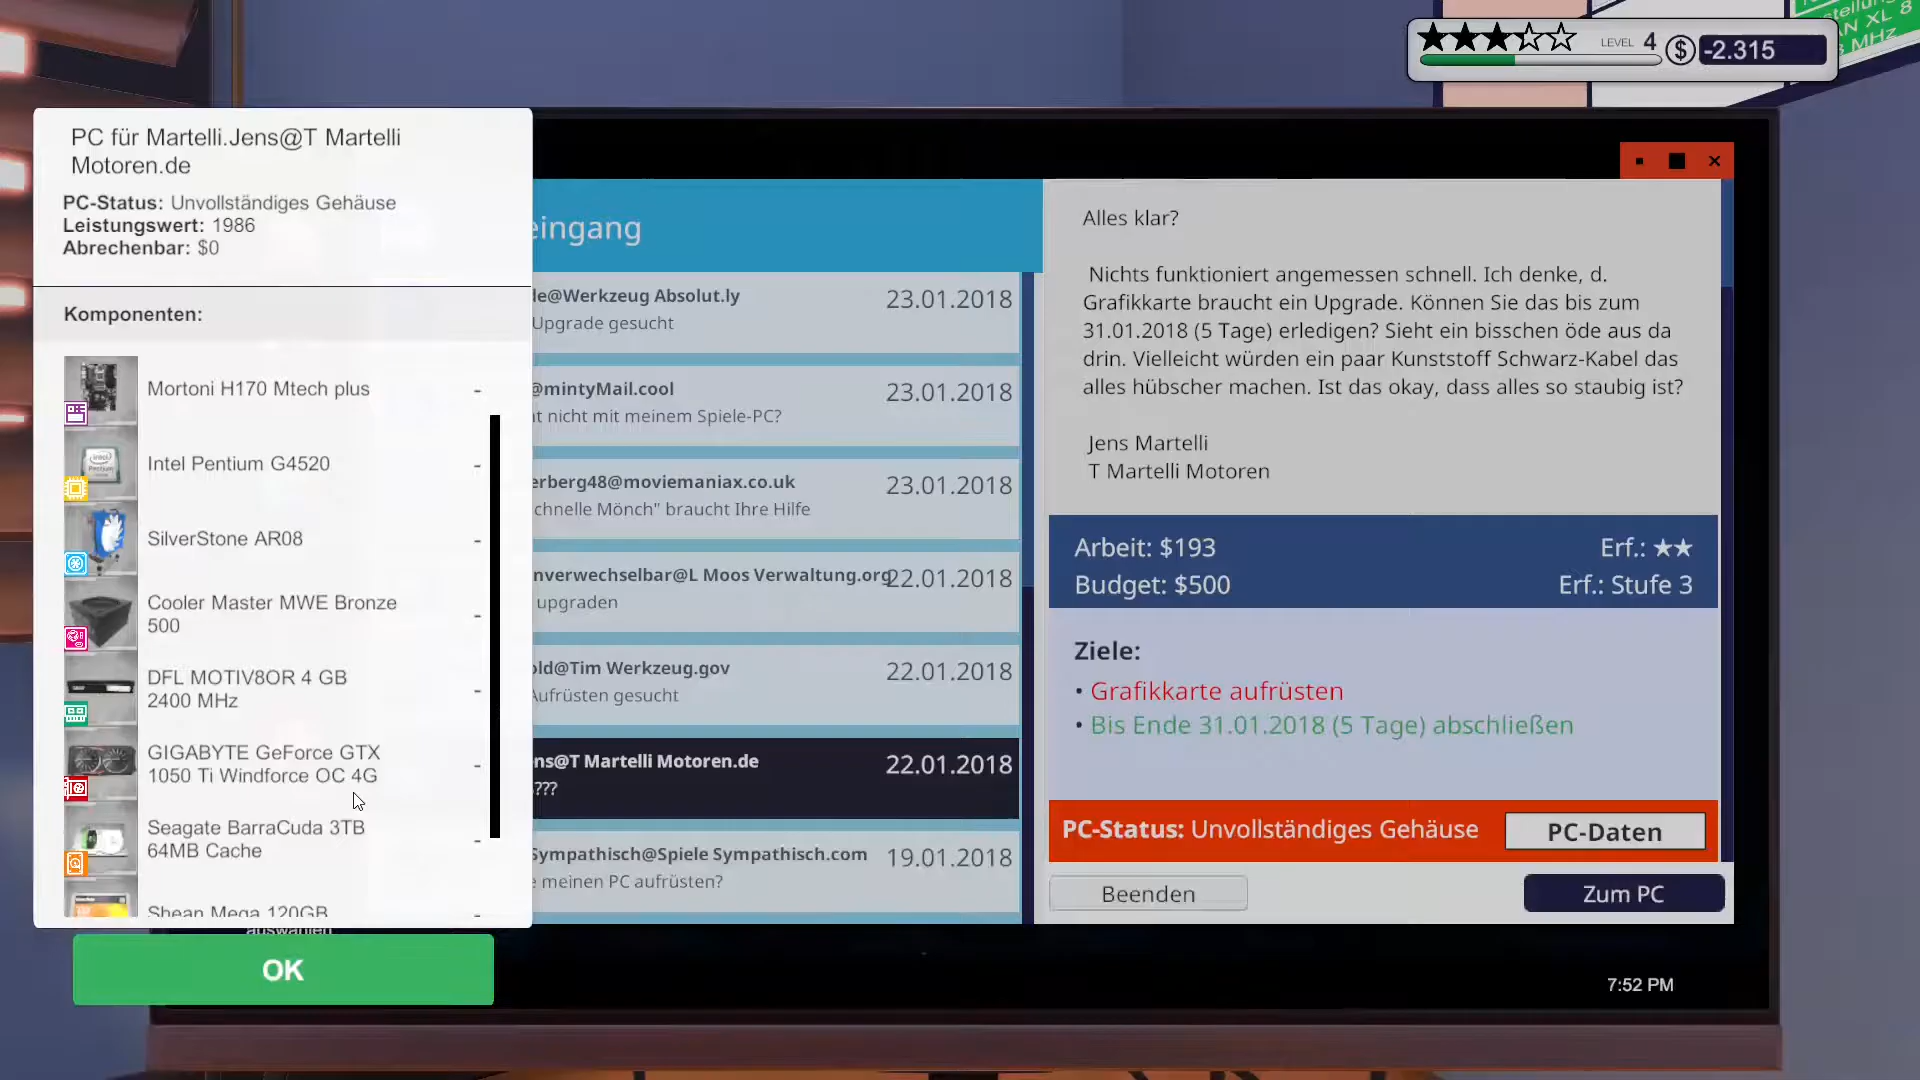 LEVEL 4
$ -2.315
PC für Martelli.Jens@T Martelli
Motoren.de
PC-Status: Unvollständiges Gehäuse
Leistungswert: 1986
Abrechenbar: $0
Komponenten:
Mortoni H170 Mtech plus -
Intel Pentium G4520 -
SilverStone AR08 -
Cooler Master MWE Bronze
500 -
DFL MOTIV8OR 4 GB
2400 MHz -
GIGABYTE GeForce GTX
1050 Ti Windforce OC 4G -
Seagate BarraCuda 3TB
64MB Cache -
Shean Mega 120GB -
auswählen
OK
eingang
le@Werkzeug Absolut.ly 23.01.2018
Upgrade gesucht
@mintyMail.cool 23.01.2018
t nicht mit meinem Spiele-PC?
erberg48@moviemaniax.co.uk 23.01.2018
chnelle Mönch" braucht Ihre Hilfe
nverwechselbar@L Moos Verwaltung.org 22.01.2018
upgraden
old@Tim Werkzeug.gov 22.01.2018
Aufrüsten gesucht
ens@T Martelli Motoren.de 22.01.2018
???
Sympathisch@Spiele Sympathisch.com 19.01.2018
e meinen PC aufrüsten?
Alles klar?
Nichts funktioniert angemessen schnell. Ich denke, d.
Grafikkarte braucht ein Upgrade. Können Sie das bis zum
31.01.2018 (5 Tage) erledigen? Sieht ein bisschen öde aus da
drin. Vielleicht würden ein paar Kunststoff Schwarz-Kabel das
alles hübscher machen. Ist das okay, dass alles so staubig ist?
Jens Martelli
T Martelli Motoren
Arbeit: $193 Erf.: ★★
Budget: $500 Erf.: Stufe 3
Ziele:
• Grafikkarte aufrüsten
• Bis Ende 31.01.2018 (5 Tage) abschließen
PC-Status: Unvollständiges Gehäuse PC-Daten
Beenden Zum PC
7:52 PM